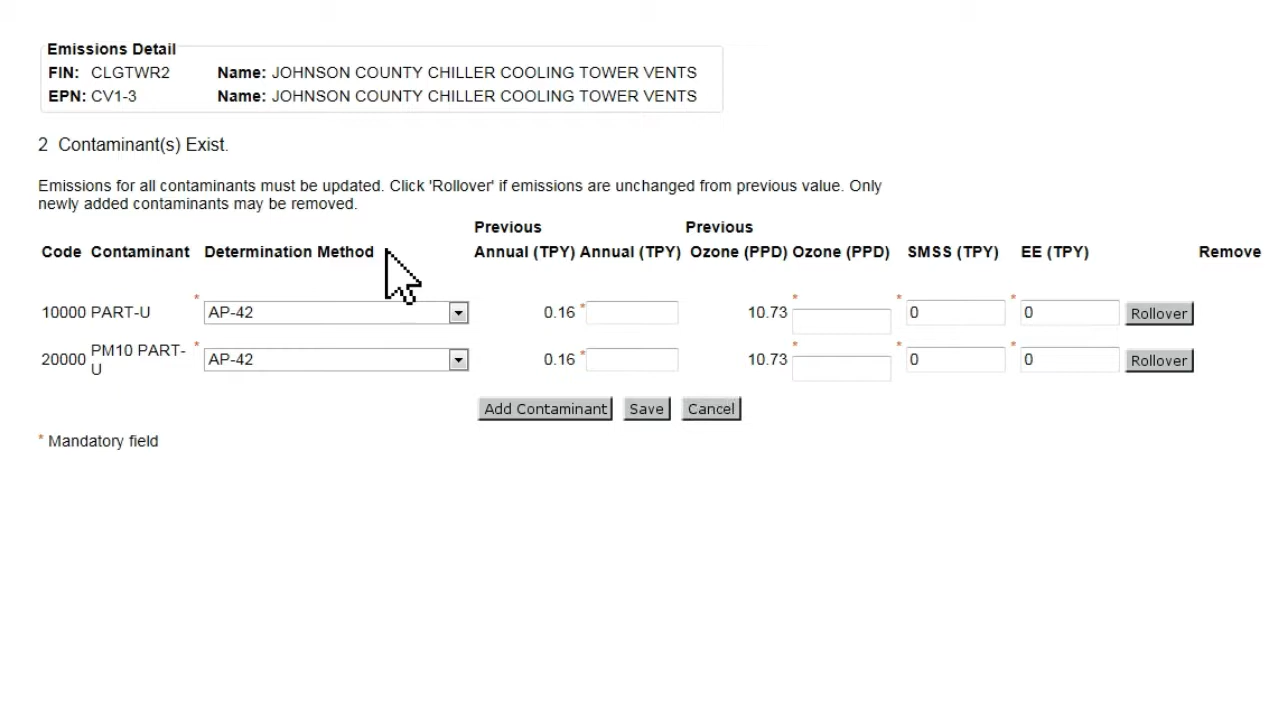 Emissions Detail
FIN: CLGTWR2 Name: JOHNSON COUNTY CHILLER COOLING TOWER VENTS
EPN: CV1-3 Name: JOHNSON COUNTY CHILLER COOLING TOWER VENTS
2 Contaminant(s) Exist.
Emissions for all contaminants must be updated. Click 'Rollover' if emissions are unchanged from previous value. Only
newly added contaminants may be removed.
Previous Previous
Code Contaminant Determination Method Annual (TPY) Annual (TPY) Ozone (PPD) Ozone (PPD) SMSS (TPY) EE (TPY) Remove
10000 PART-U * AP-42 0.16 * 10.73 * * 0 * 0 Rollover
20000 PM10 PART-U * AP-42 0.16 * 10.73 * * 0 * 0 Rollover
Add Contaminant Save Cancel
* Mandatory field